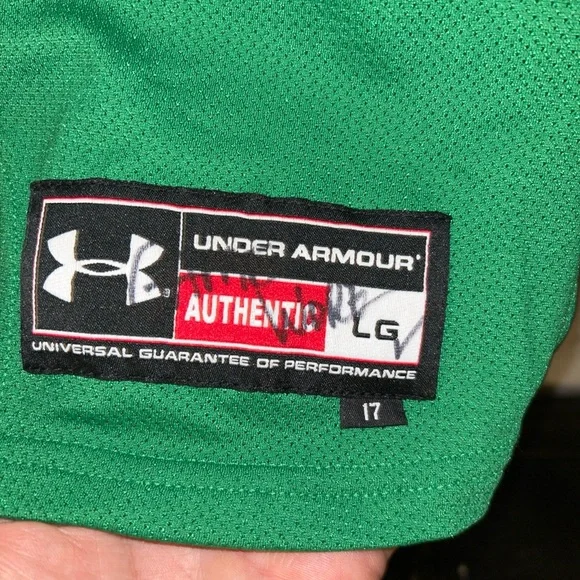 UNDER ARMOUR
AUTHENTIC
LG
UNIVERSAL GUARANTEE OF PERFORMANCE
17